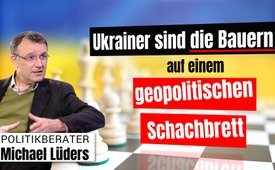 Ukrainer sind die Bauern
auf einem
geopolitischen
Schachbrett
POLITIKBERATER
Michael Lüders